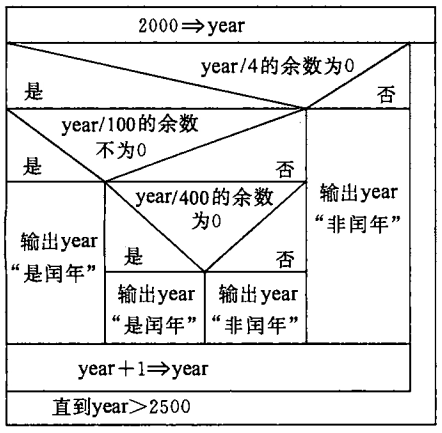 2000⇒year
year/4的余数为0
是
否
year/100的余数
不为0
是
否
year/400的余数
为0
输出year
“非闰年”
输出year
“是闰年”
是
否
输出year
“是闰年”
输出year
“非闰年”
year＋1⇒year
直到year＞2500